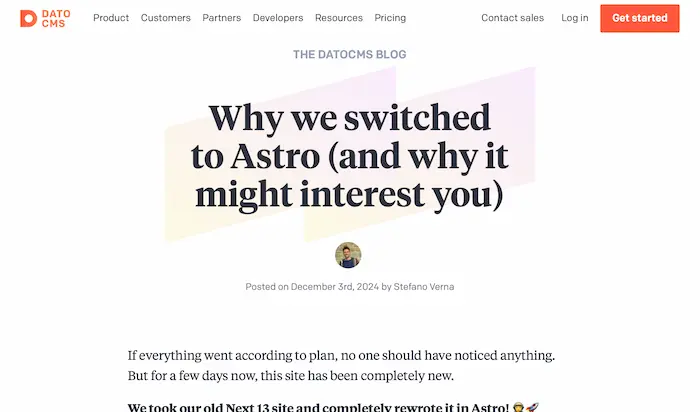 DATO
CMS
Product Customers Partners Developers Resources Pricing Contact sales Log in Get started
THE DATOCMS BLOG
Why we switched
to Astro (and why it
might interest you)
Posted on December 3rd, 2024 by Stefano Verna
If everything went according to plan, no one should have noticed anything.
But for a few days now, this site has been completely new.
We took our old Next 13 site and completely rewrote it in Astro! 👨‍🚀🚀